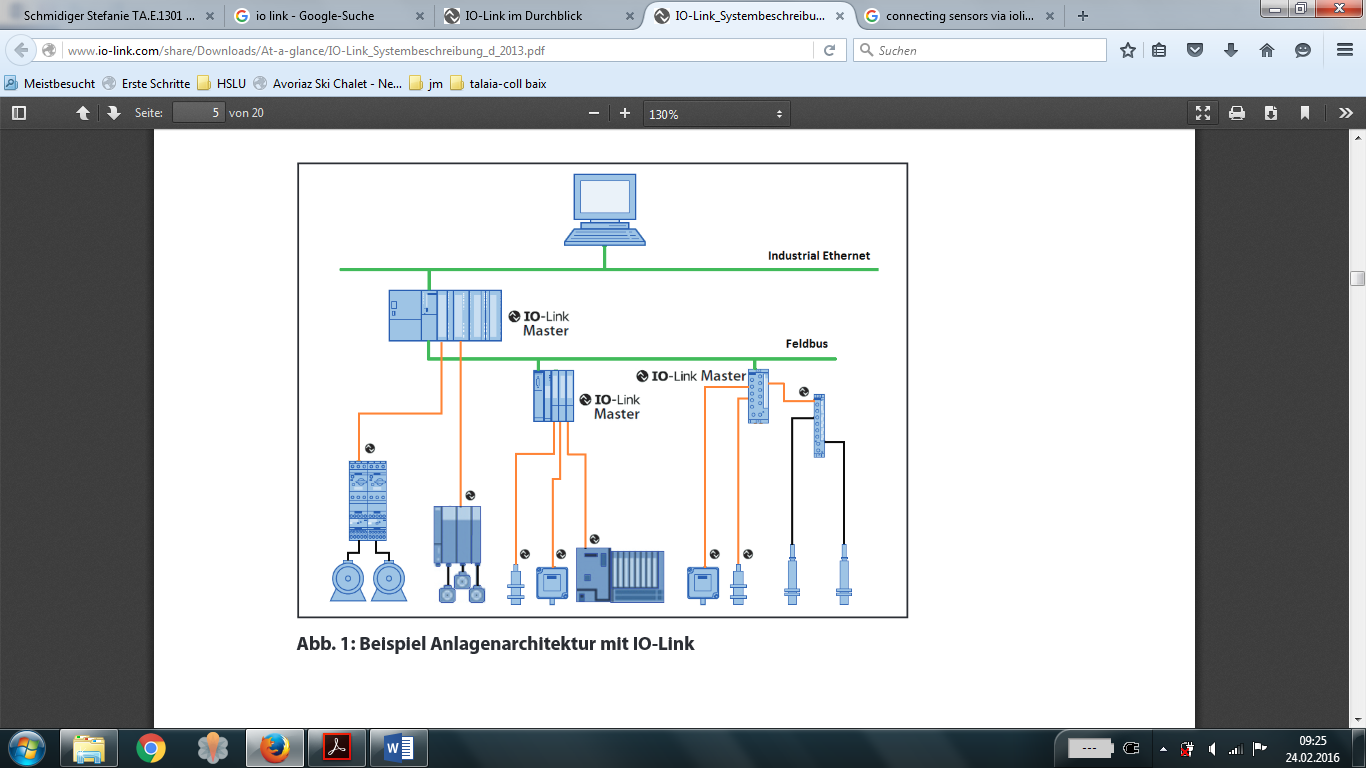 Schmidiger Stefanie TA.E.1301 ...
io link - Google-Suche
IO-Link im Durchblick
IO-Link_Systembeschreibu...
connecting sensors via ioli...
www.io-link.com/share/Downloads/At-a-glance/IO-Link_Systembeschreibung_d_2013.pdf
Suchen
Meistbesucht
Erste Schritte
HSLU
Avoriaz Ski Chalet - Ne...
jm
talaia-coll baix
Seite:
5
von 20
130%
Industrial Ethernet
IO-Link
Master
Feldbus
IO-Link Master
IO-Link
Master
Abb. 1: Beispiel Anlagenarchitektur mit IO-Link
09:25
24.02.2016